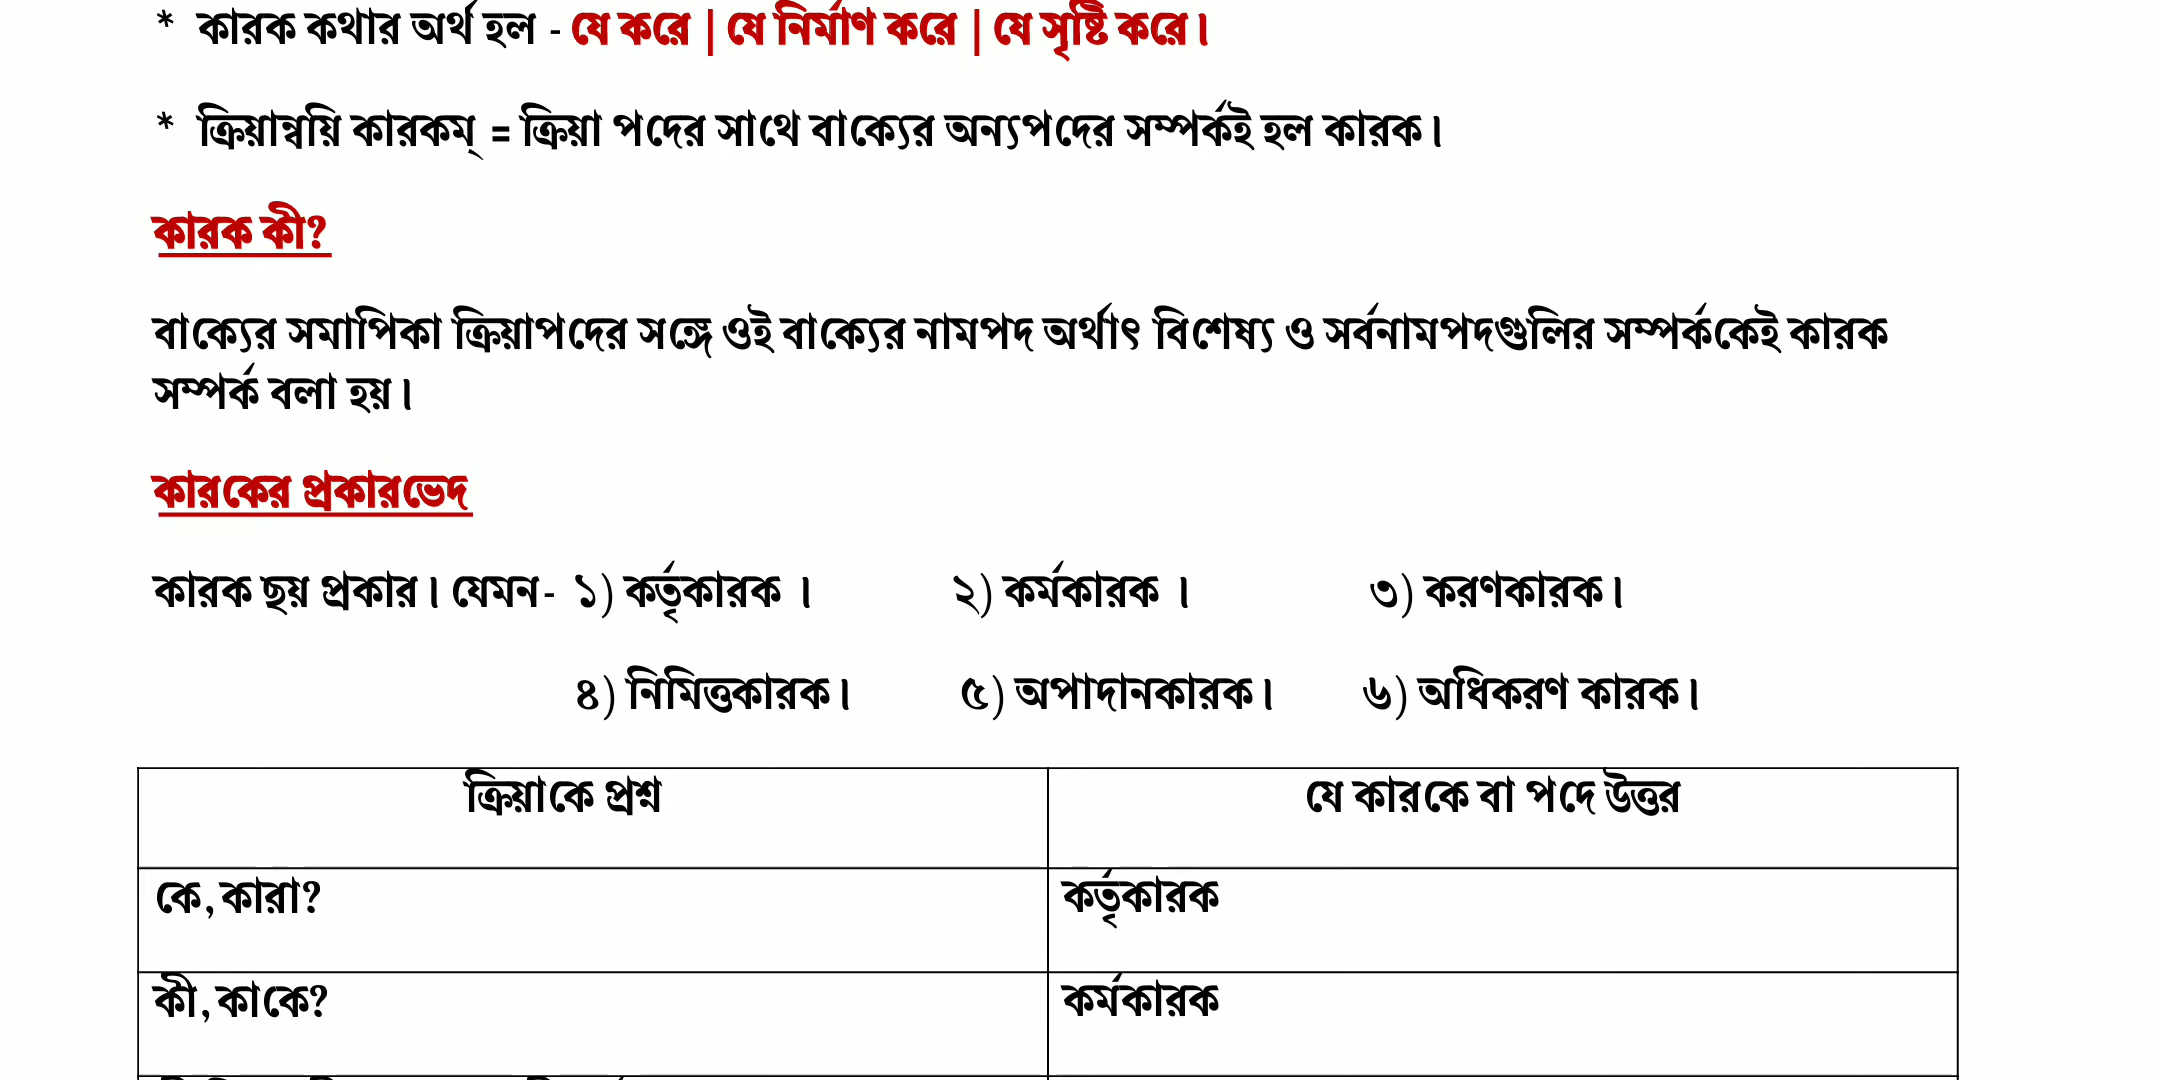 * কারক কথার অর্থ হল - যে করে | যে নির্মাণ করে | যে সৃষ্টি করে।
* ক্রিয়ান্বয়ি কারকম্ = ক্রিয়া পদের সাথে বাক্যের অন্যপদের সম্পর্কই হল কারক।
কারক কী?
বাক্যের সমাপিকা ক্রিয়াপদের সঙ্গে ওই বাক্যের নামপদ অর্থাৎ বিশেষ্য ও সর্বনামপদগুলির সম্পর্ককেই কারক
সম্পর্ক বলা হয়।
কারকের প্রকারভেদ
কারক ছয় প্রকার। যেমন- ১) কর্তৃকারক । ২) কর্মকারক । ৩) করণকারক।
৪) নিমিত্তকারক। ৫) অপাদানকারক। ৬) অধিকরণ কারক।
ক্রিয়াকে প্রশ্ন যে কারকে বা পদে উত্তর
কে, কারা? কর্তৃকারক
কী, কাকে? কর্মকারক